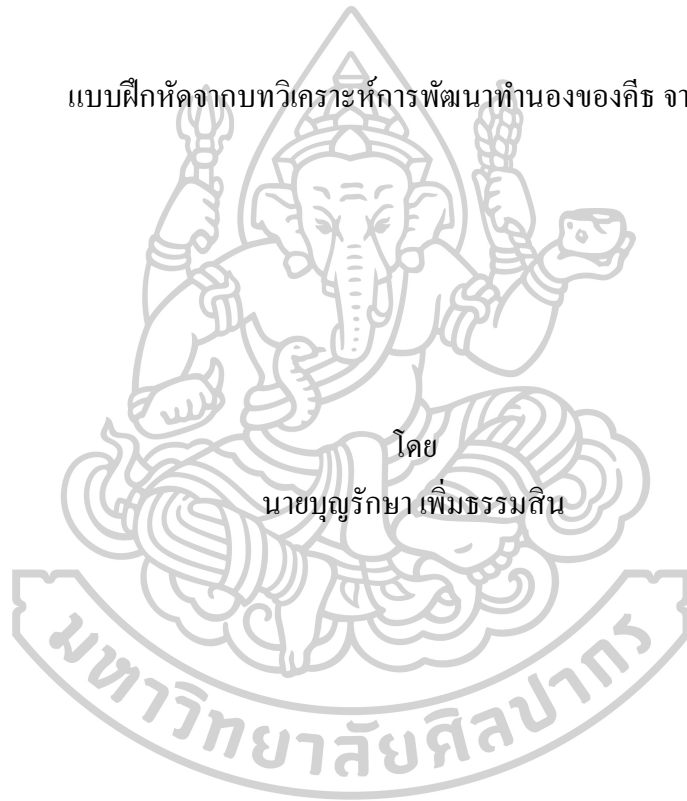 แบบฝึกหัดจากบทวิเคราะห์การพัฒนาทำนองของคีธ จา
โดย
นายบุญรักษา เพิ่มธรรมสิน
มหาวิทยาลัยศิลปากร